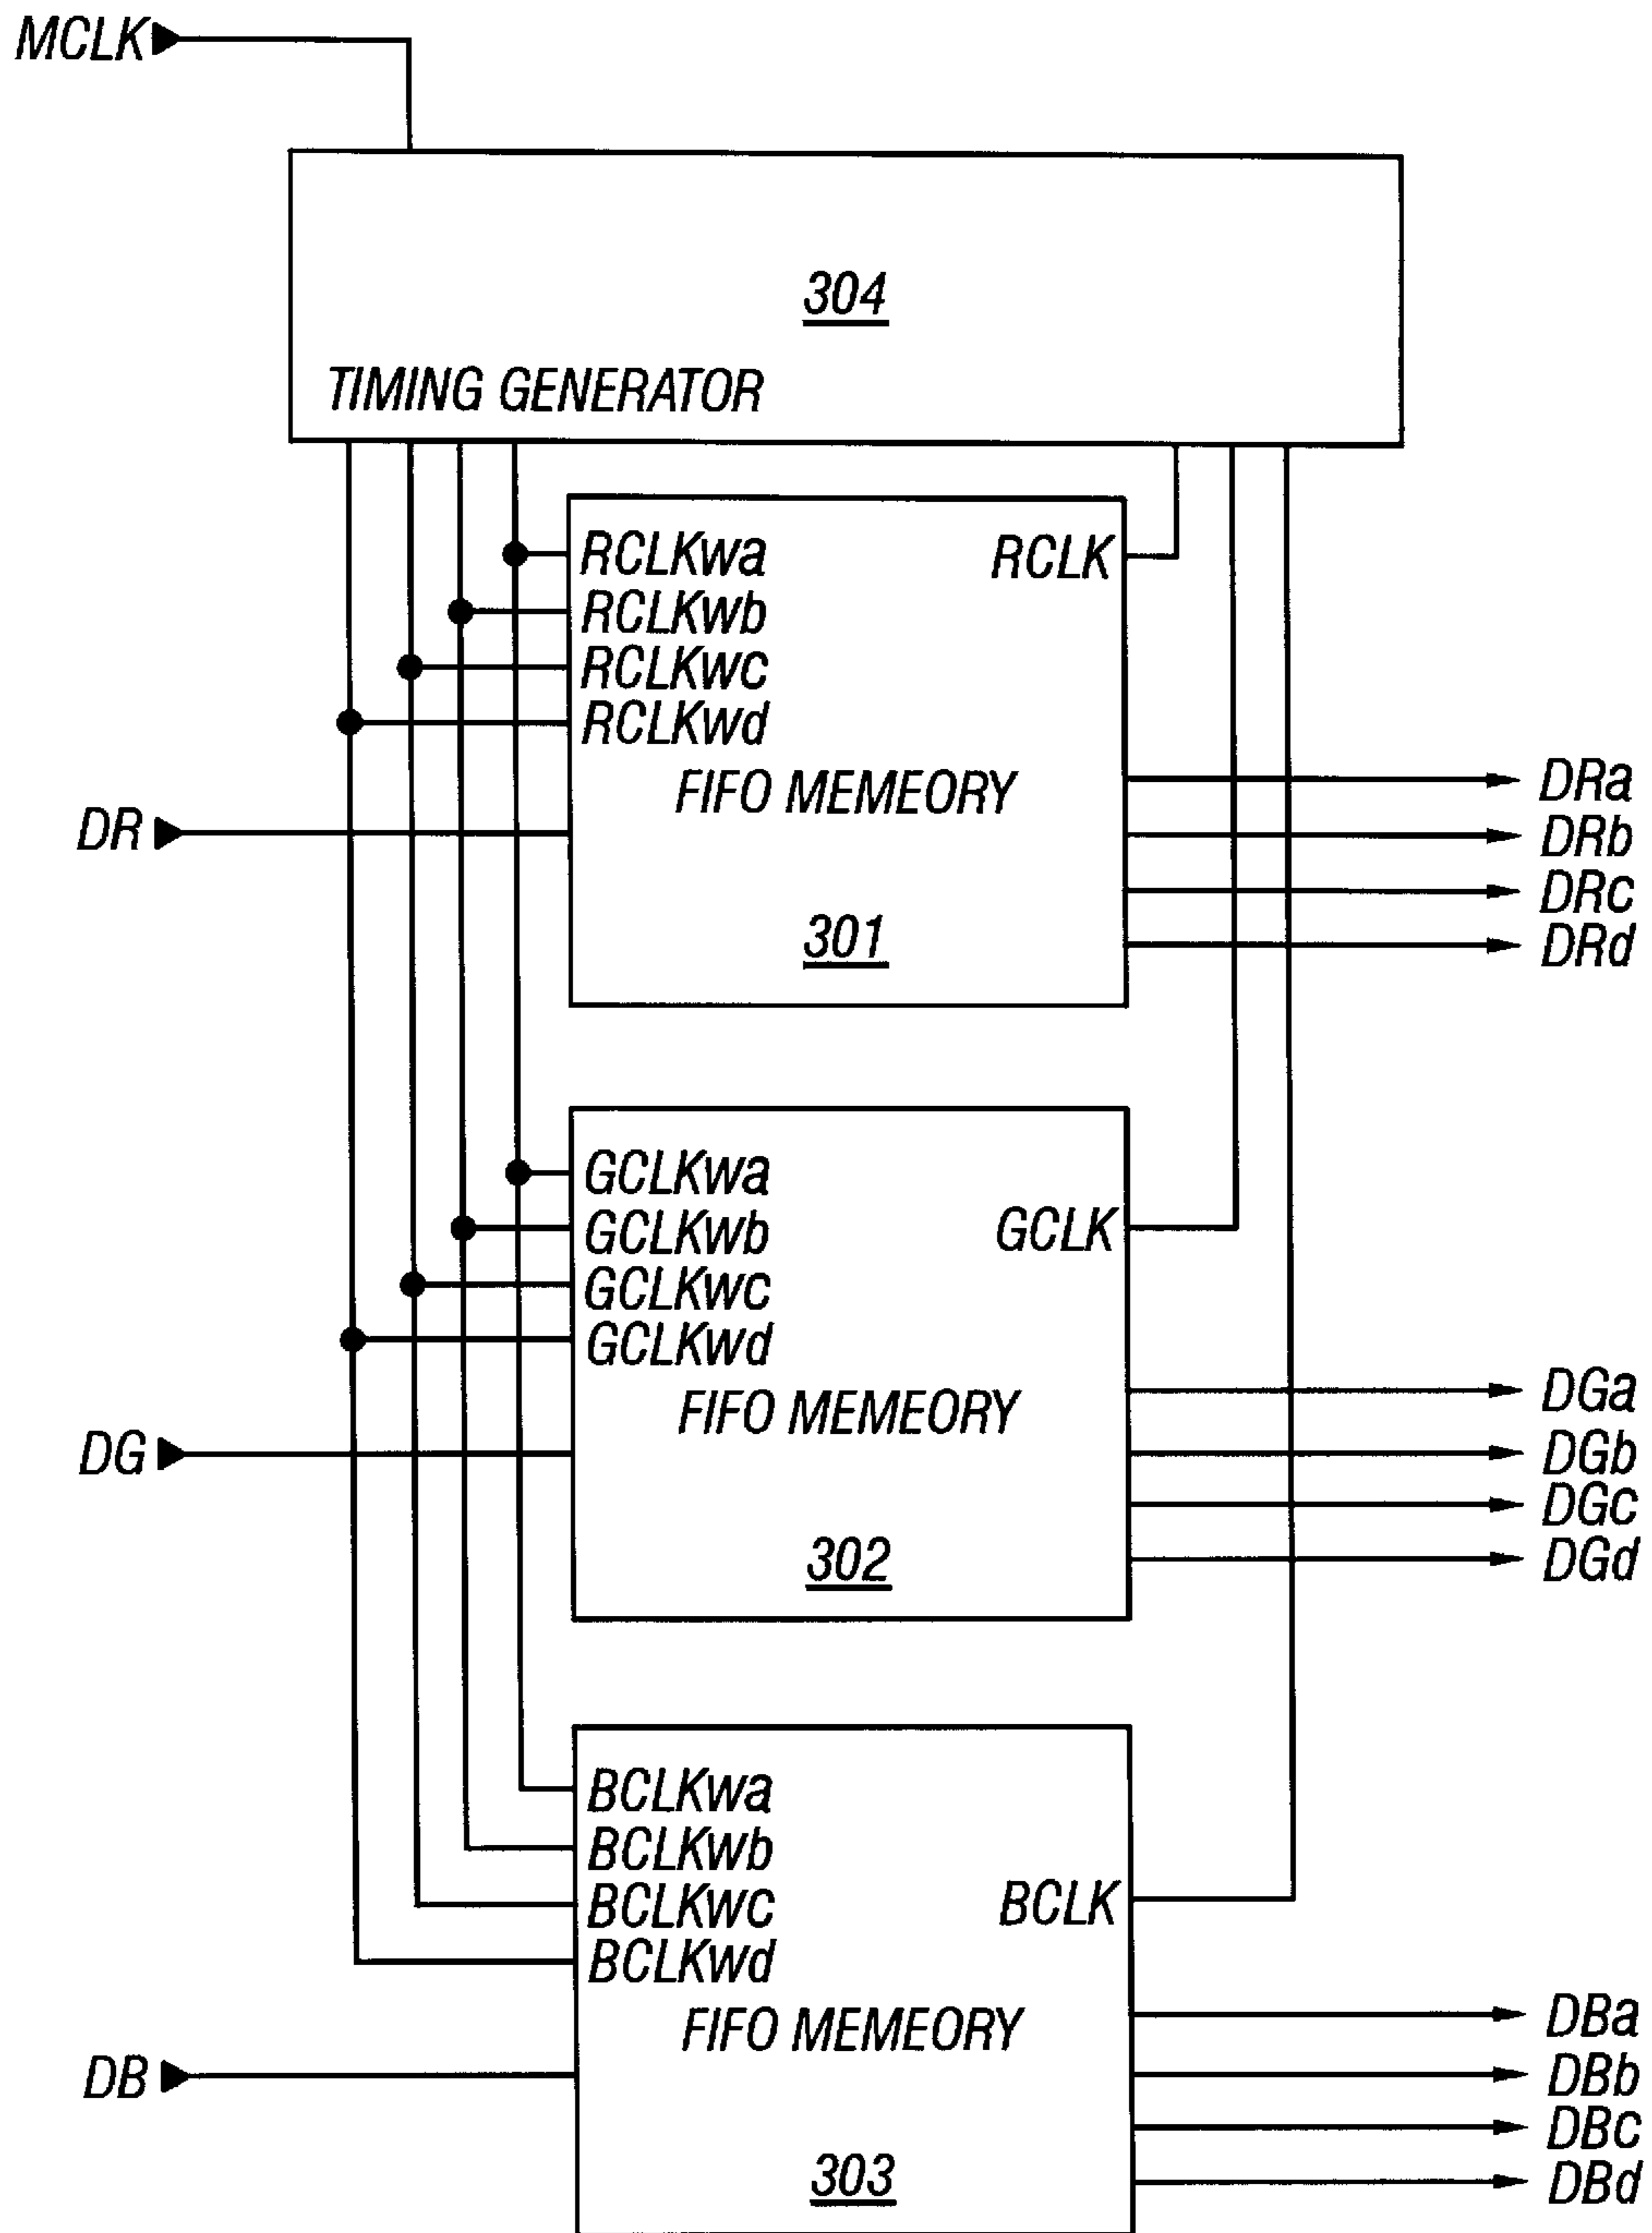 MCLK
304
TIMING GENERATOR
RCLKwa
RCLK
RCLKwb
RCLKwc
RCLKwd
FIFO MEMEORY
DRa
DR
DRb
DRc
301
DRd
GCLKwa
GCLKwb
GCLK
GCLKwc
GCLKwd
FIFO MEMEORY
DGa
DG
DGb
DGc
302
DGd
BCLKwa
BCLKwb
BCLKwc
BCLK
BCLKwd
FIFO MEMEORY
DBa
DB
DBb
DBc
303
DBd